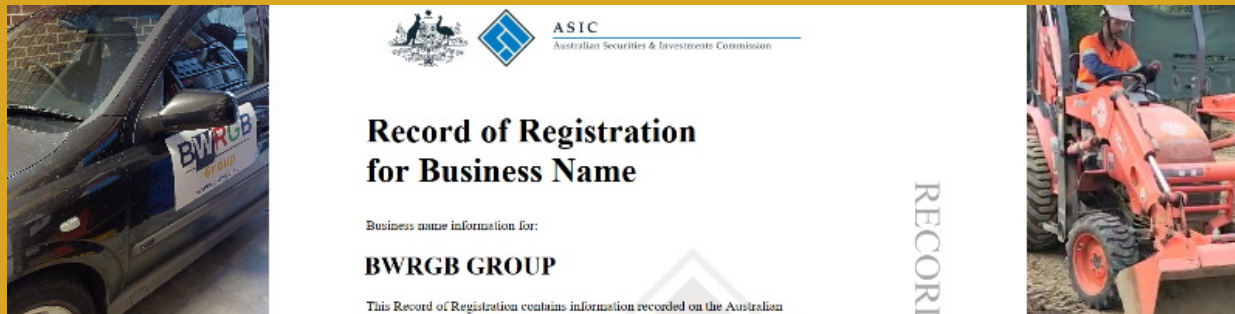 BWRGB
Group
ASIC
Australian Securities & Investments Commission
Record of Registration
for Business Name
Business name information for:
BWRGB GROUP
This Record of Registration contains information recorded on the Australian
RECOR